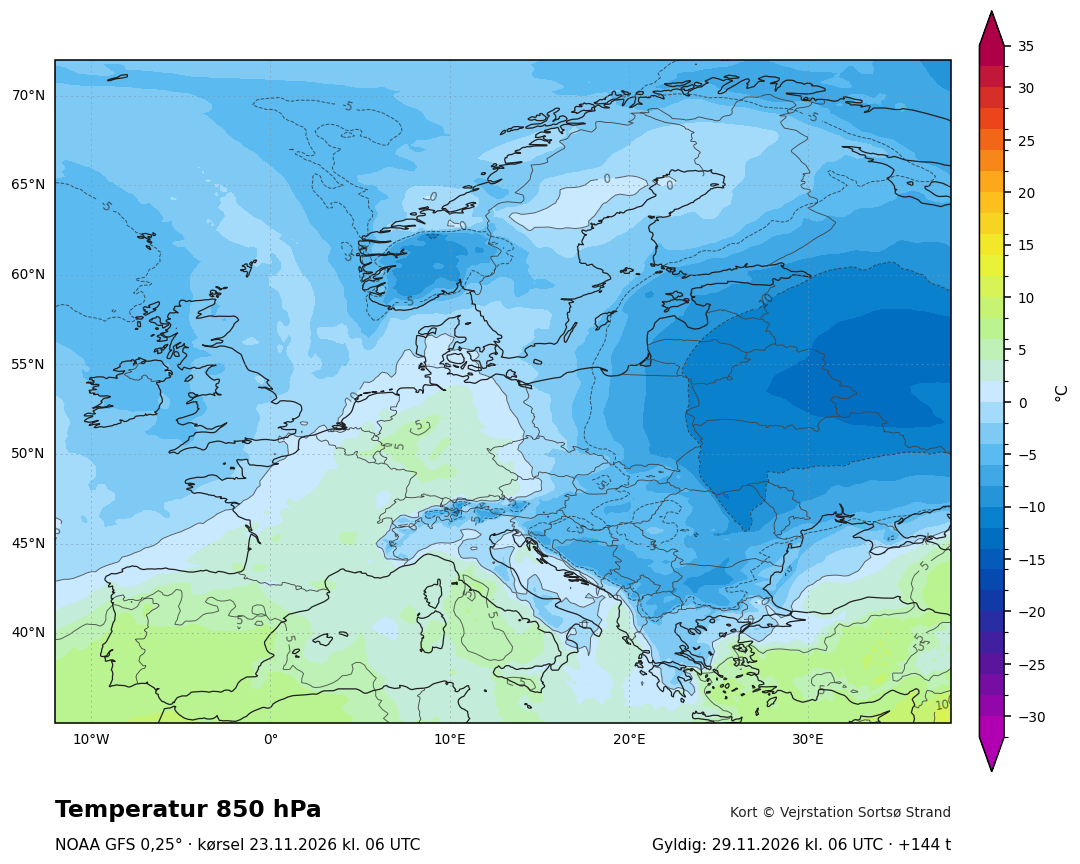 70°N
65°N
60°N
55°N
50°N
45°N
40°N
10°W 0° 10°E 20°E 30°E
35
30
25
20
15
10
5
0
−5
−10
−15
−20
−25
−30
°C
Temperatur 850 hPa
Kort © Vejrstation Sortsø Strand
NOAA GFS 0,25° · kørsel 23.11.2026 kl. 06 UTC
Gyldig: 29.11.2026 kl. 06 UTC · +144 t